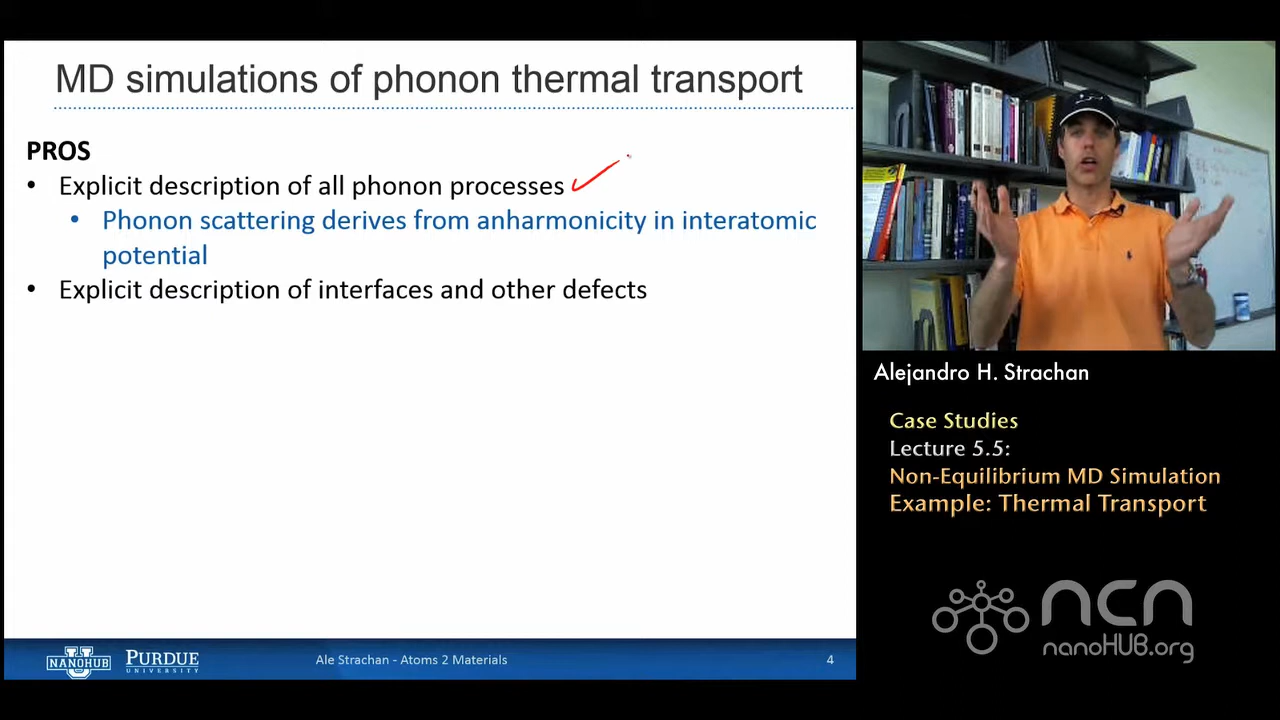 MD simulations of phonon thermal transport
PROS
• Explicit description of all phonon processes
• Phonon scattering derives from anharmonicity in interatomic
potential
• Explicit description of interfaces and other defects
NANOHUB
PURDUE
UNIVERSITY
Ale Strachan - Atoms 2 Materials
4
Alejandro H. Strachan
Case Studies
Lecture 5.5:
Non-Equilibrium MD Simulation
Example: Thermal Transport
ncn
nanoHUB.org